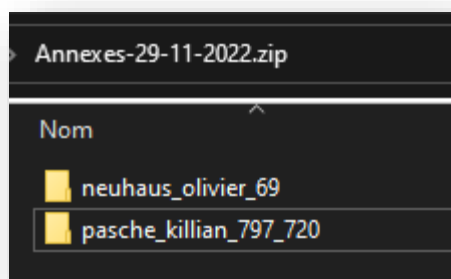 Annexes-29-11-2022.zip
Nom
neuhaus_olivier_69
pasche_killian_797_720